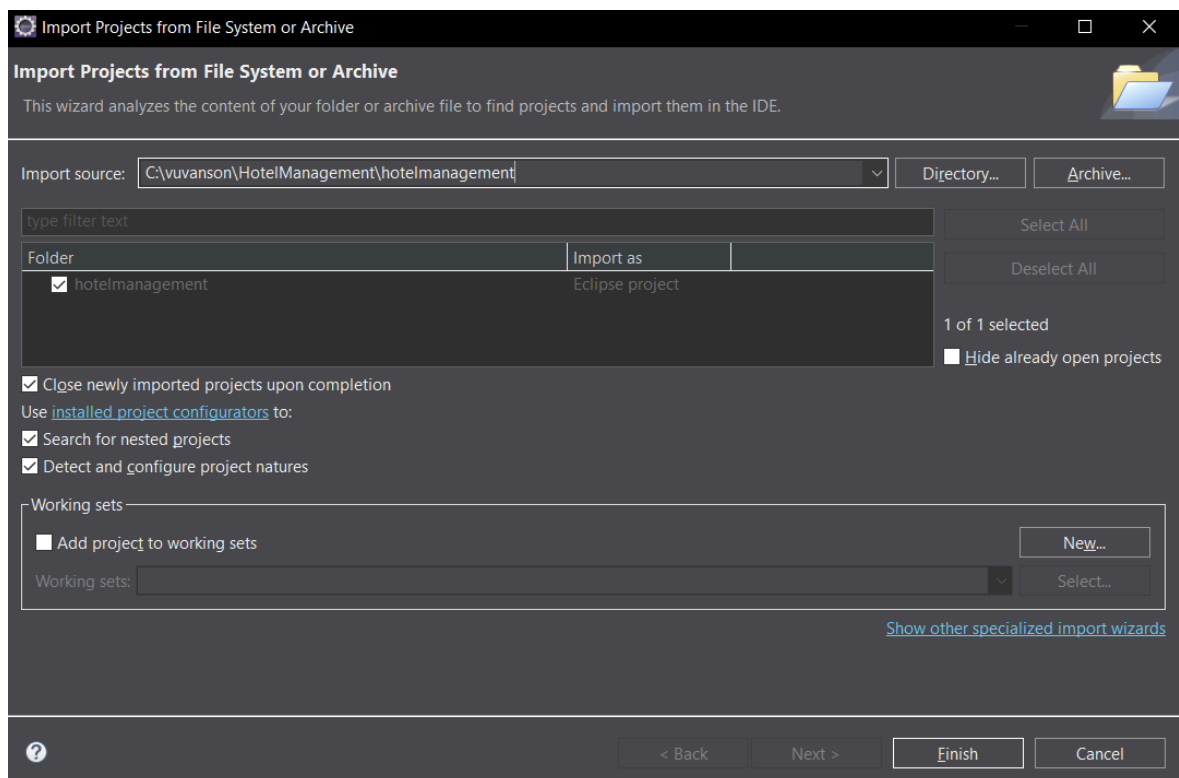 Import Projects from File System or Archive
Import Projects from File System or Archive
This wizard analyzes the content of your folder or archive file to find projects and import them in the IDE.
Import source: C:\vuvanson\HotelManagement\hotelmanagement Directory... Archive...
type filter text Select All
Folder Import as
Deselect All
hotelmanagement Eclipse project
1 of 1 selected
Hide already open projects
Close newly imported projects upon completion
Use installed project configurators to:
Search for nested projects
Detect and configure project natures
Working sets
Add project to working sets New...
Working sets: Select...
Show other specialized import wizards
? < Back Next > Finish Cancel